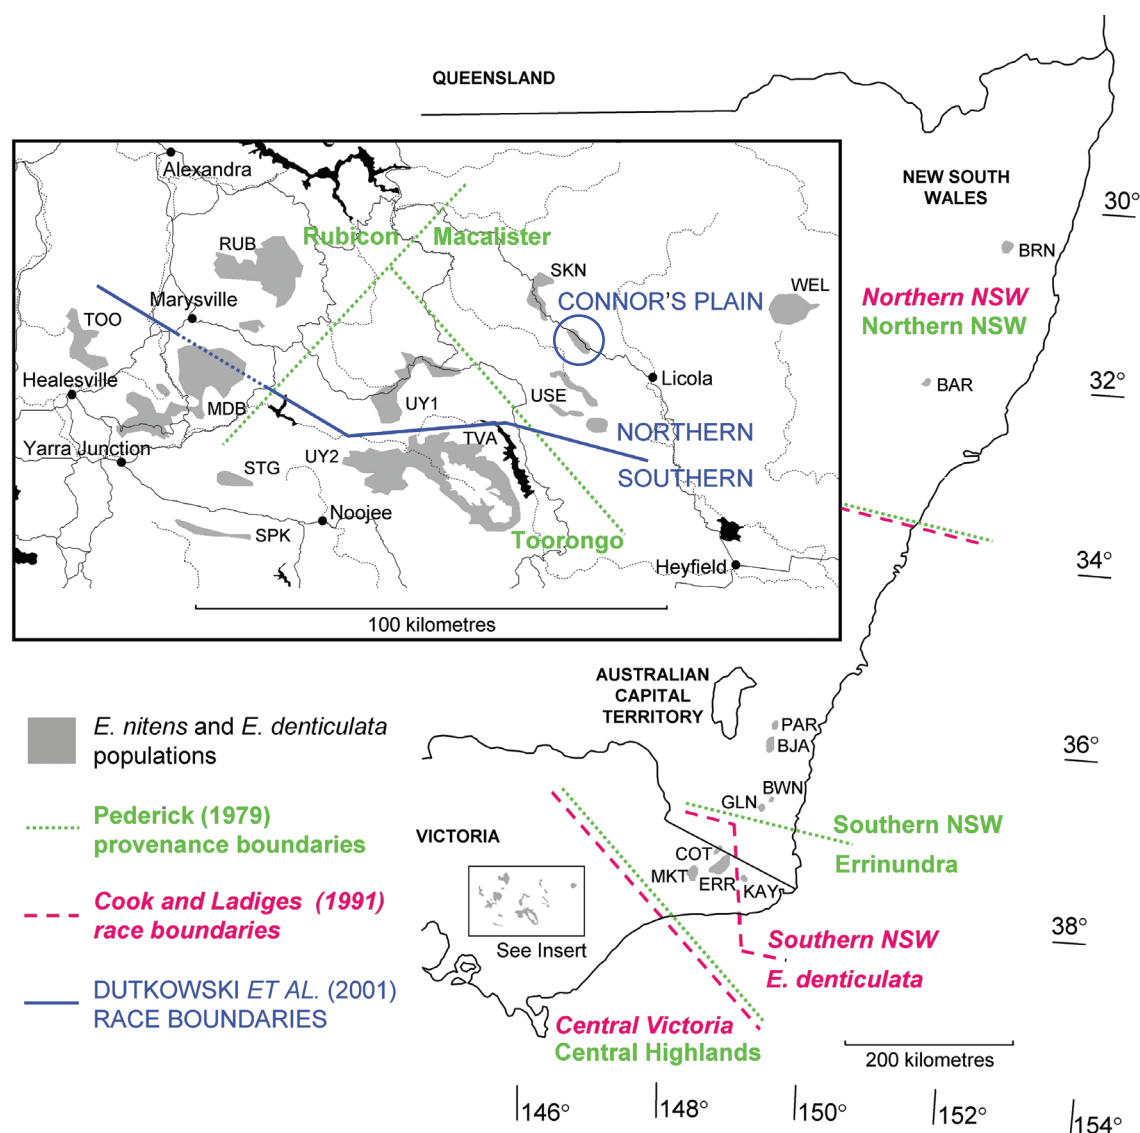 QUEENSLAND
NEW SOUTH
WALES
30°
BRN
Northern NSW
Northern NSW
32°
BAR
34°
Alexandra
RUB
Rubicon
Macalister
SKN
WEL
Marysville
CONNOR'S PLAIN
TOO
Healesville
Licola
MDB
UY1
USE
NORTHERN
Yarra Junction
TVA
UY2
STG
SOUTHERN
Noojee
SPK
Toorongo
Heyfield
100 kilometres
AUSTRALIAN
CAPITAL
TERRITORY
PAR
BJA
36°
BWN
GLN
VICTORIA
Southern NSW
Errinundra
COT
MKT
ERR
KAY
See Insert
38°
Southern NSW
E. denticulata
Central Victoria
Central Highlands
200 kilometres
E. nitens and E. denticulata
populations
Pederick (1979)
provenance boundaries
Cook and Ladiges (1991)
race boundaries
DUTKOWSKI ET AL. (2001)
RACE BOUNDARIES
146°
148°
150°
152°
154°